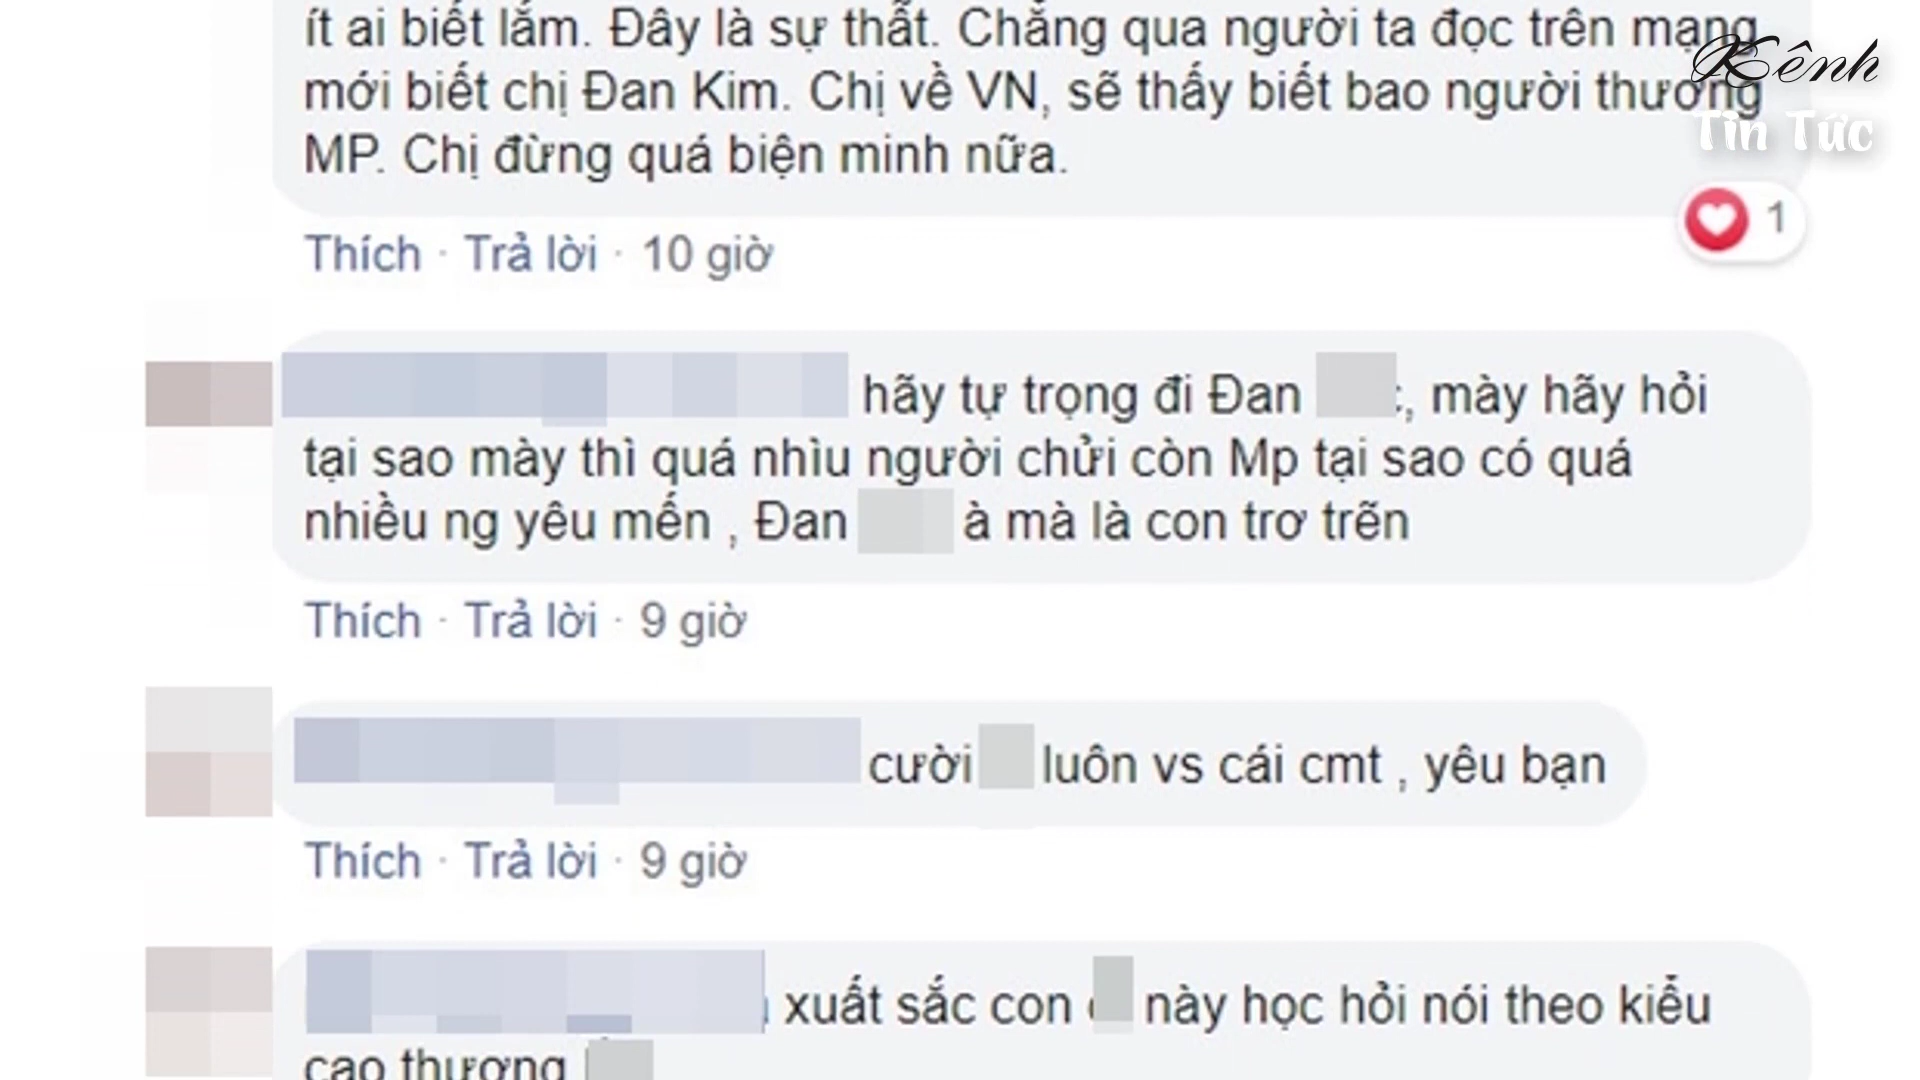 ít ai biết lắm. Đây là sự thật. Chẳng qua người ta đọc trên mạng
mới biết chị Đan Kim. Chị về VN, sẽ thấy biết bao người thương
MP. Chị đừng quá biện minh nữa.
Kênh
Tin Tức
1
Thích · Trả lời · 10 giờ
hãy tự trọng đi Đan , mày hãy hỏi
tại sao mày thì quá nhìu người chửi còn Mp tại sao có quá
nhiều ng yêu mến , Đan à mà là con trơ trẽn
Thích · Trả lời · 9 giờ
cười luôn vs cái cmt , yêu bạn
Thích · Trả lời · 9 giờ
xuất sắc con này học hỏi nói theo kiểu
cao thượng